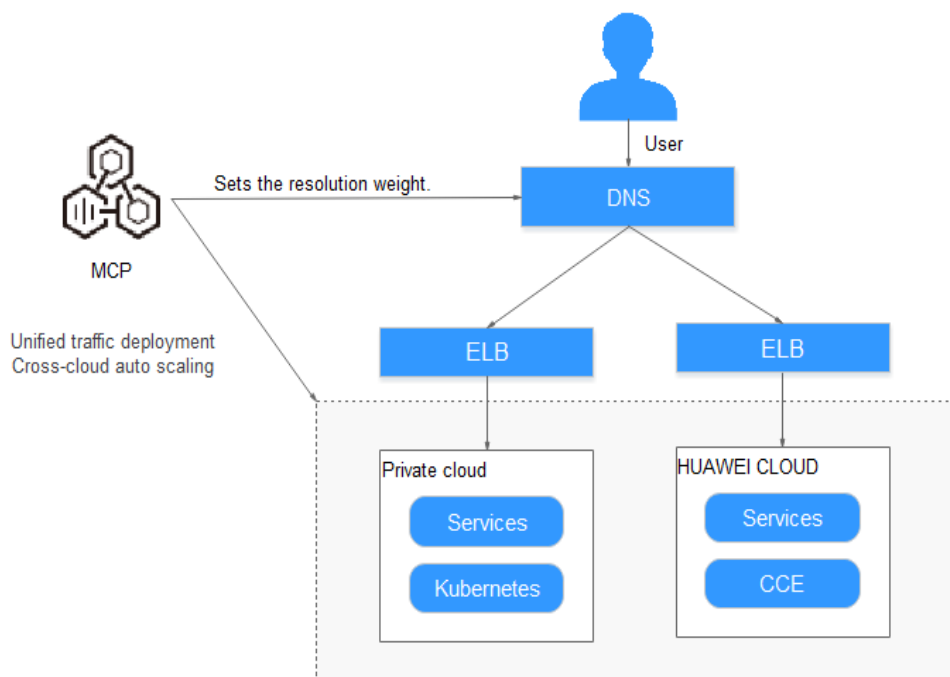 User
Sets the resolution weight.
DNS
MCP
Unified traffic deployment
Cross-cloud auto scaling
ELB
ELB
Private cloud
Services
Kubernetes
HUAWEI CLOUD
Services
CCE